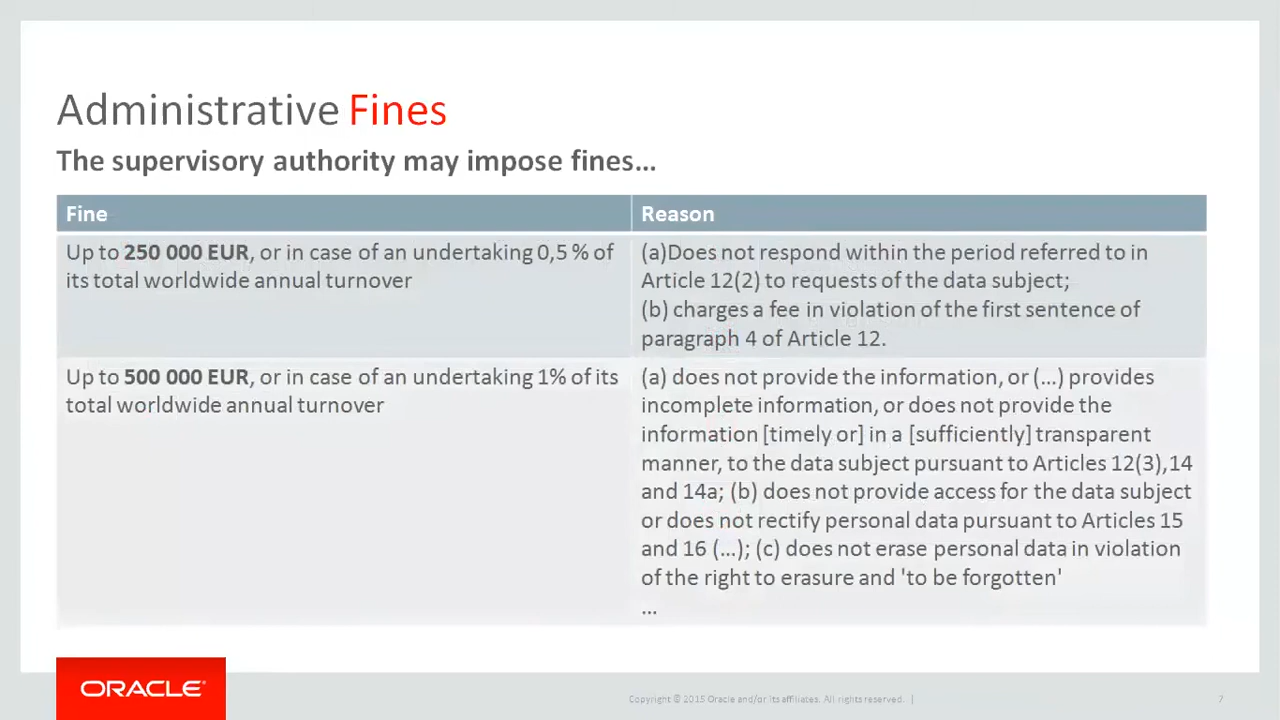 Administrative Fines
The supervisory authority may impose fines...
Fine
Reason
Up to 250 000 EUR, or in case of an undertaking 0,5 % of
its total worldwide annual turnover
(a)Does not respond within the period referred to in
Article 12(2) to requests of the data subject;
(b) charges a fee in violation of the first sentence of
paragraph 4 of Article 12.
Up to 500 000 EUR, or in case of an undertaking 1% of its
total worldwide annual turnover
(a) does not provide the information, or (...) provides
incomplete information, or does not provide the
information [timely or] in a [sufficiently] transparent
manner, to the data subject pursuant to Articles 12(3),14
and 14a; (b) does not provide access for the data subject
or does not rectify personal data pursuant to Articles 15
and 16 (...); (c) does not erase personal data in violation
of the right to erasure and 'to be forgotten'
...
ORACLE®
Copyright © 2015 Oracle and/or its affiliates. All rights reserved. |
7